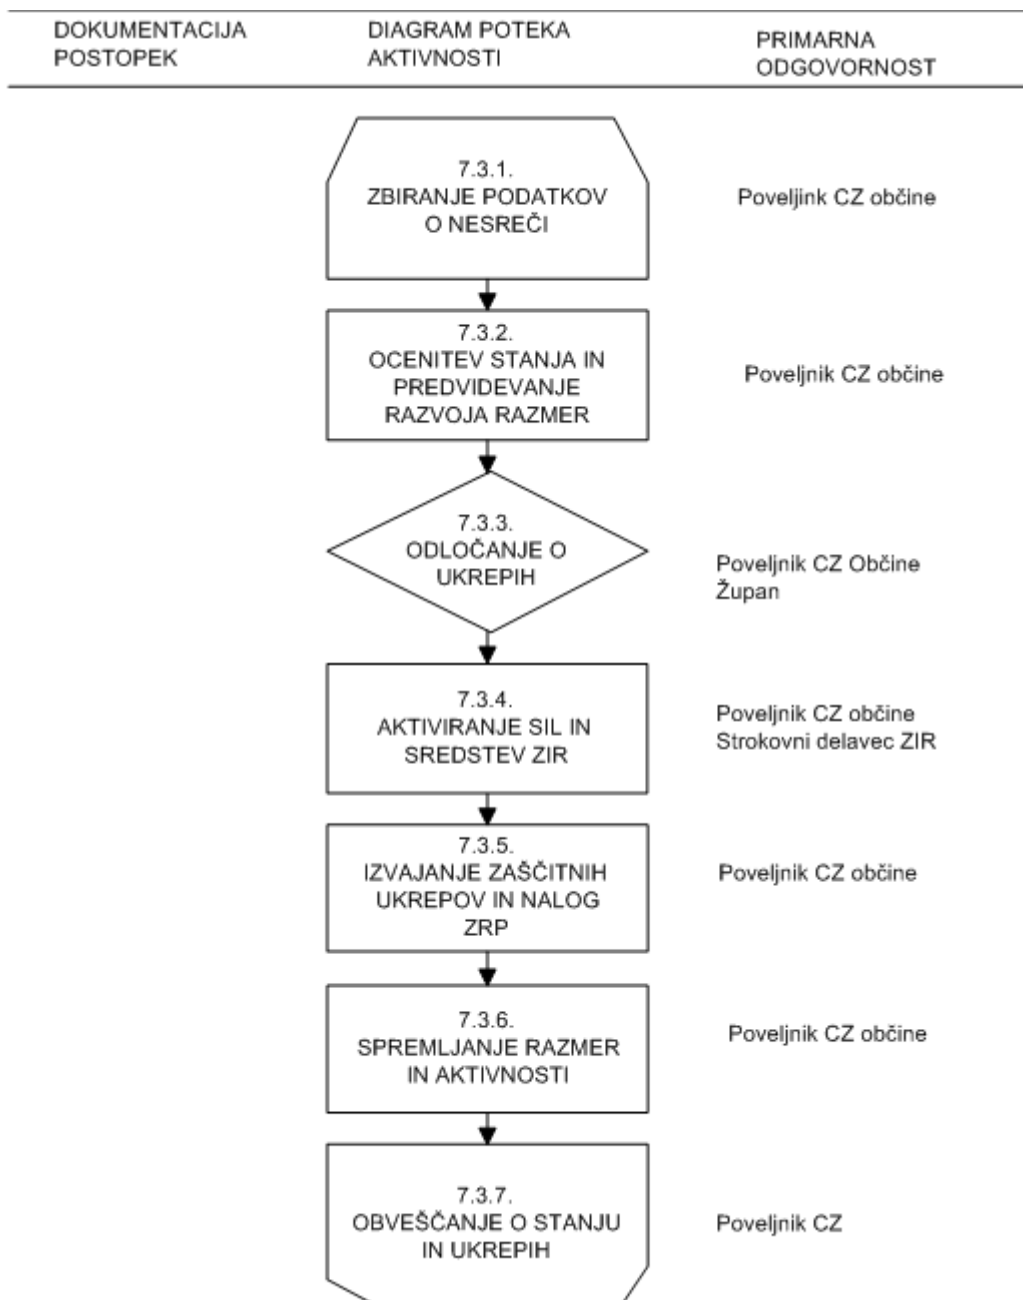 DOKUMENTACIJA
POSTOPEK
DIAGRAM POTEKA
AKTIVNOSTI
PRIMARNA
ODGOVORNOST
7.3.1.
ZBIRANJE PODATKOV
O NESREČI
Poveljink CZ občine
7.3.2.
OCENITEV STANJA IN
PREDVIDEVANJE
RAZVOJA RAZMER
Poveljnik CZ občine
7.3.3.
ODLOČANJE O
UKREPIH
Poveljnik CZ Občine
Župan
7.3.4.
AKTIVIRANJE SIL IN
SREDSTEV ZIR
Poveljnik CZ občine
Strokovni delavec ZIR
7.3.5.
IZVAJANJE ZAŠČITNIH
UKREPOV IN NALOG
ZRP
Poveljnik CZ občine
7.3.6.
SPREMLJANJE RAZMER
IN AKTIVNOSTI
Poveljnik CZ občine
7.3.7.
OBVEŠČANJE O STANJU
IN UKREPIH
Poveljnik CZ